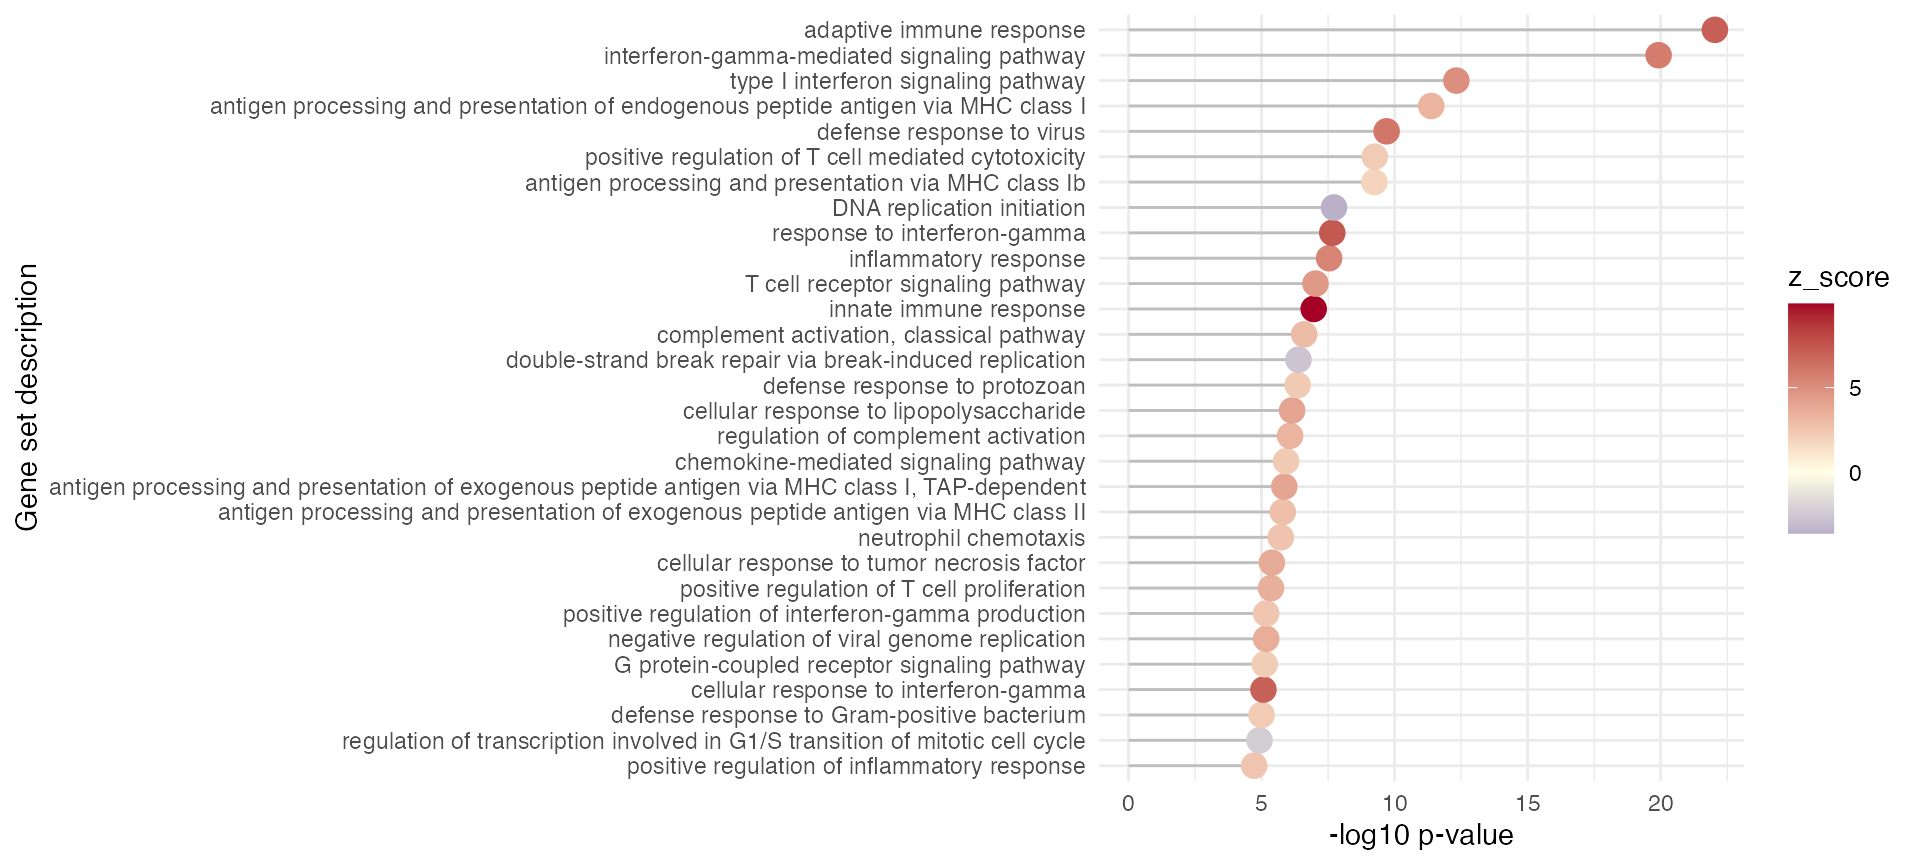 adaptive immune response
interferon-gamma-mediated signaling pathway
type I interferon signaling pathway
antigen processing and presentation of endogenous peptide antigen via MHC class I
defense response to virus
positive regulation of T cell mediated cytotoxicity
antigen processing and presentation via MHC class Ib
DNA replication initiation
response to interferon-gamma
inflammatory response
T cell receptor signaling pathway
innate immune response
complement activation, classical pathway
double-strand break repair via break-induced replication
defense response to protozoan
cellular response to lipopolysaccharide
regulation of complement activation
chemokine-mediated signaling pathway
antigen processing and presentation of exogenous peptide antigen via MHC class I, TAP-dependent
antigen processing and presentation of exogenous peptide antigen via MHC class II
neutrophil chemotaxis
cellular response to tumor necrosis factor
positive regulation of T cell proliferation
positive regulation of interferon-gamma production
negative regulation of viral genome replication
G protein-coupled receptor signaling pathway
cellular response to interferon-gamma
defense response to Gram-positive bacterium
regulation of transcription involved in G1/S transition of mitotic cell cycle
positive regulation of inflammatory response
Gene set description
0 5 10 15 20
-log10 p-value
z_score
5
0